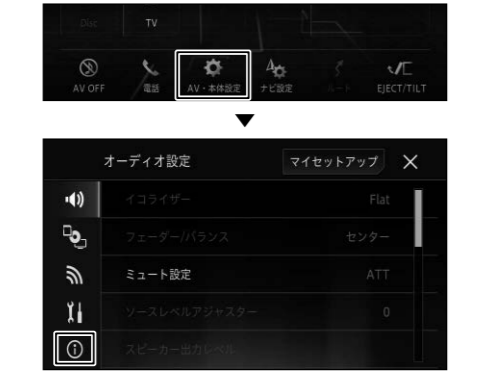 Disc TV
AV OFF 電話 AV・本体設定 ナビ設定 ルート EJECT/TILT
オーディオ設定 マイセットアップ
イコライザー Flat
フェーダー/バランス センター
ミュート設定 ATT
ソースレベルアジャスター 0
スピーカー出力レベル